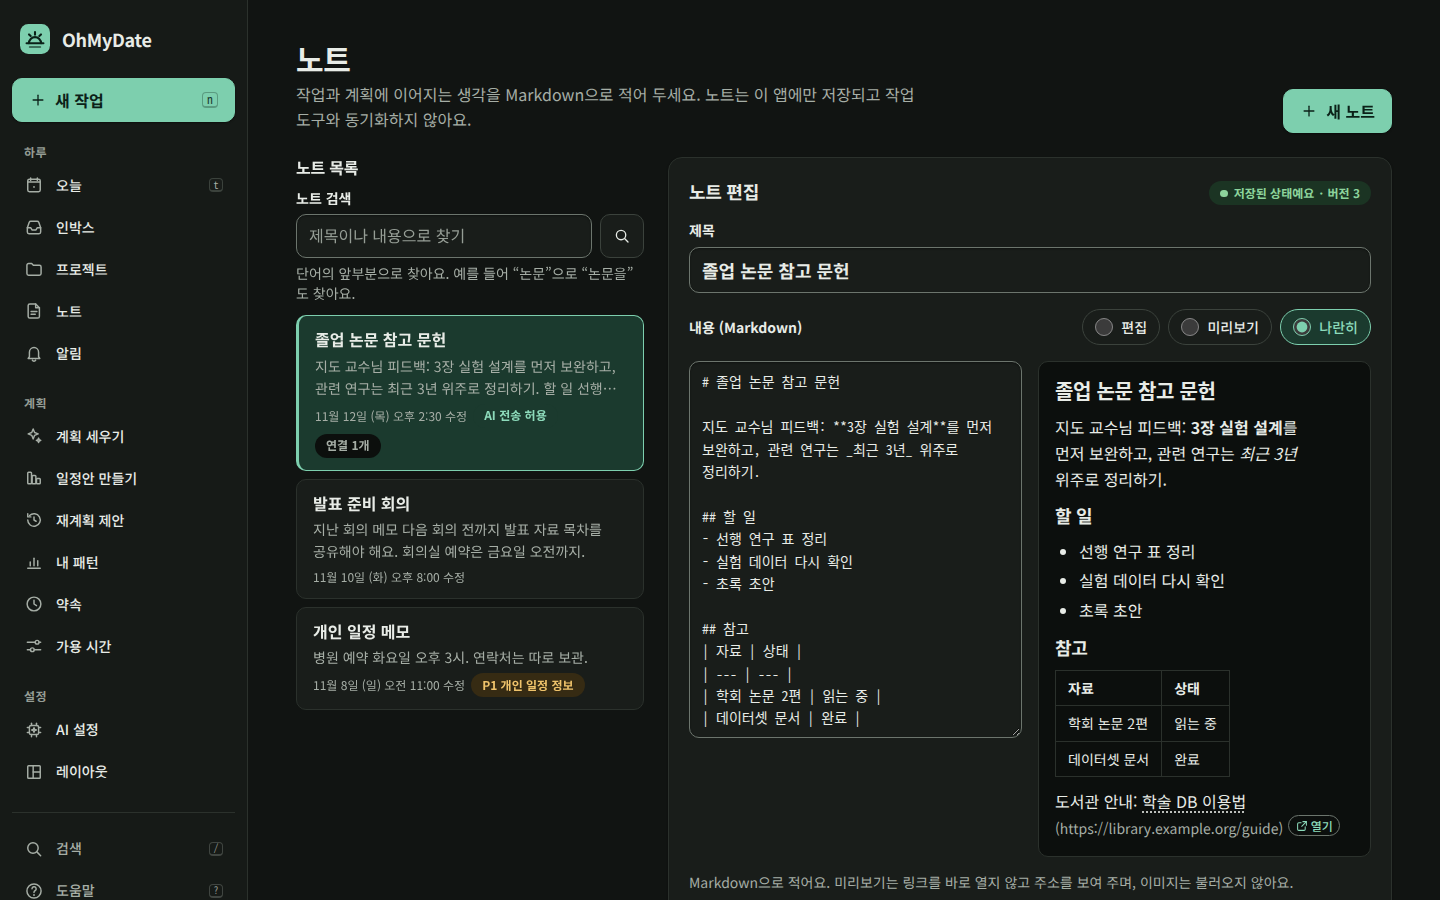 OhMyDate
새 작업
n
하루
오늘
t
인박스
프로젝트
노트
알림
계획
계획 세우기
일정안 만들기
재계획 제안
내 패턴
약속
가용 시간
설정
AI 설정
레이아웃
검색
/
도움말
?
노트
작업과 계획에 이어지는 생각을 Markdown으로 적어 두세요. 노트는 이 앱에만 저장되고 작업
도구와 동기화하지 않아요.
새 노트
노트 목록
노트 검색
제목이나 내용으로 찾기
단어의 앞부분으로 찾아요. 예를 들어 “논문”으로 “논문을”
도 찾아요.
졸업 논문 참고 문헌
지도 교수님 피드백: 3장 실험 설계를 먼저 보완하고,
관련 연구는 최근 3년 위주로 정리하기. 할 일 선행…
11월 12일 (목) 오후 2:30 수정
AI 전송 허용
연결 1개
발표 준비 회의
지난 회의 메모 다음 회의 전까지 발표 자료 목차를
공유해야 해요. 회의실 예약은 금요일 오전까지.
11월 10일 (화) 오후 8:00 수정
개인 일정 메모
병원 예약 화요일 오후 3시. 연락처는 따로 보관.
11월 8일 (일) 오전 11:00 수정
P1 개인 일정 정보
노트 편집
저장된 상태예요 · 버전 3
제목
졸업 논문 참고 문헌
내용 (Markdown)
편집
미리보기
나란히
# 졸업 논문 참고 문헌
지도 교수님 피드백: **3장 실험 설계**를 먼저
보완하고, 관련 연구는 _최근 3년_ 위주로
정리하기.
## 할 일
- 선행 연구 표 정리
- 실험 데이터 다시 확인
- 초록 초안
## 참고
| 자료 | 상태 |
| --- | --- |
| 학회 논문 2편 | 읽는 중 |
| 데이터셋 문서 | 완료 |
졸업 논문 참고 문헌
지도 교수님 피드백: 3장 실험 설계를
먼저 보완하고, 관련 연구는 최근 3년
위주로 정리하기.
할 일
• 선행 연구 표 정리
• 실험 데이터 다시 확인
• 초록 초안
참고
자료 상태
학회 논문 2편 읽는 중
데이터셋 문서 완료
도서관 안내: 학술 DB 이용법
(https://library.example.org/guide) 열기
Markdown으로 적어요. 미리보기는 링크를 바로 열지 않고 주소를 보여 주며, 이미지는 불러오지 않아요.